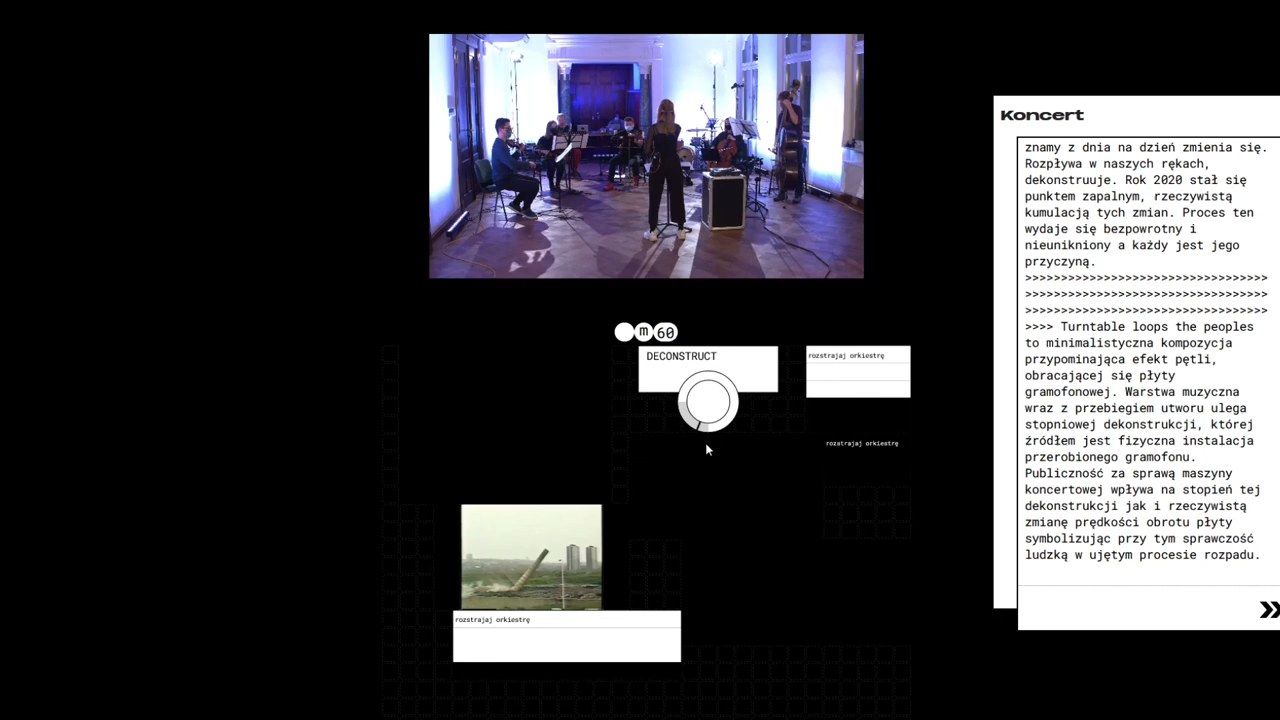 Koncert
znamy z dnia na dzień zmienia się.
Rozpływa w naszych rękach,
dekonstruuje. Rok 2020 stał się
punktem zapalnym, rzeczywistą
kumulacją tych zmian. Proces ten
wydaje się bezpowrotny i
nieunikniony a każdy jest jego
przyczyną.
>>>>>>>>>>>>>>>>>>>>>>>>>>>>>>>>>>
>>>>>>>>>>>>>>>>>>>>>>>>>>>>>>>>>>
>>>>>>>>>>>>>>>>>>>>>>>>>>>>>>>>>>
>>>> Turntable loops the peoples
to minimalistyczna kompozycja
przypominająca efekt pętli,
obracającej się płyty
gramofonowej. Warstwa muzyczna
wraz z przebiegiem utworu ulega
stopniowej dekonstrukcji, której
źródłem jest fizyczna instalacja
przerobionego gramofonu.
Publiczność za sprawą maszyny
koncertowej wpływa na stopień tej
dekonstrukcji jak i rzeczywistą
zmianę prędkości obrotu płyty
symbolizując przy tym sprawczość
ludzką w ujętym procesie rozpadu.
m 60
DECONSTRUCT
rozstrajaj orkiestrę
rozstrajaj orkiestrę
rozstrajaj orkiestrę